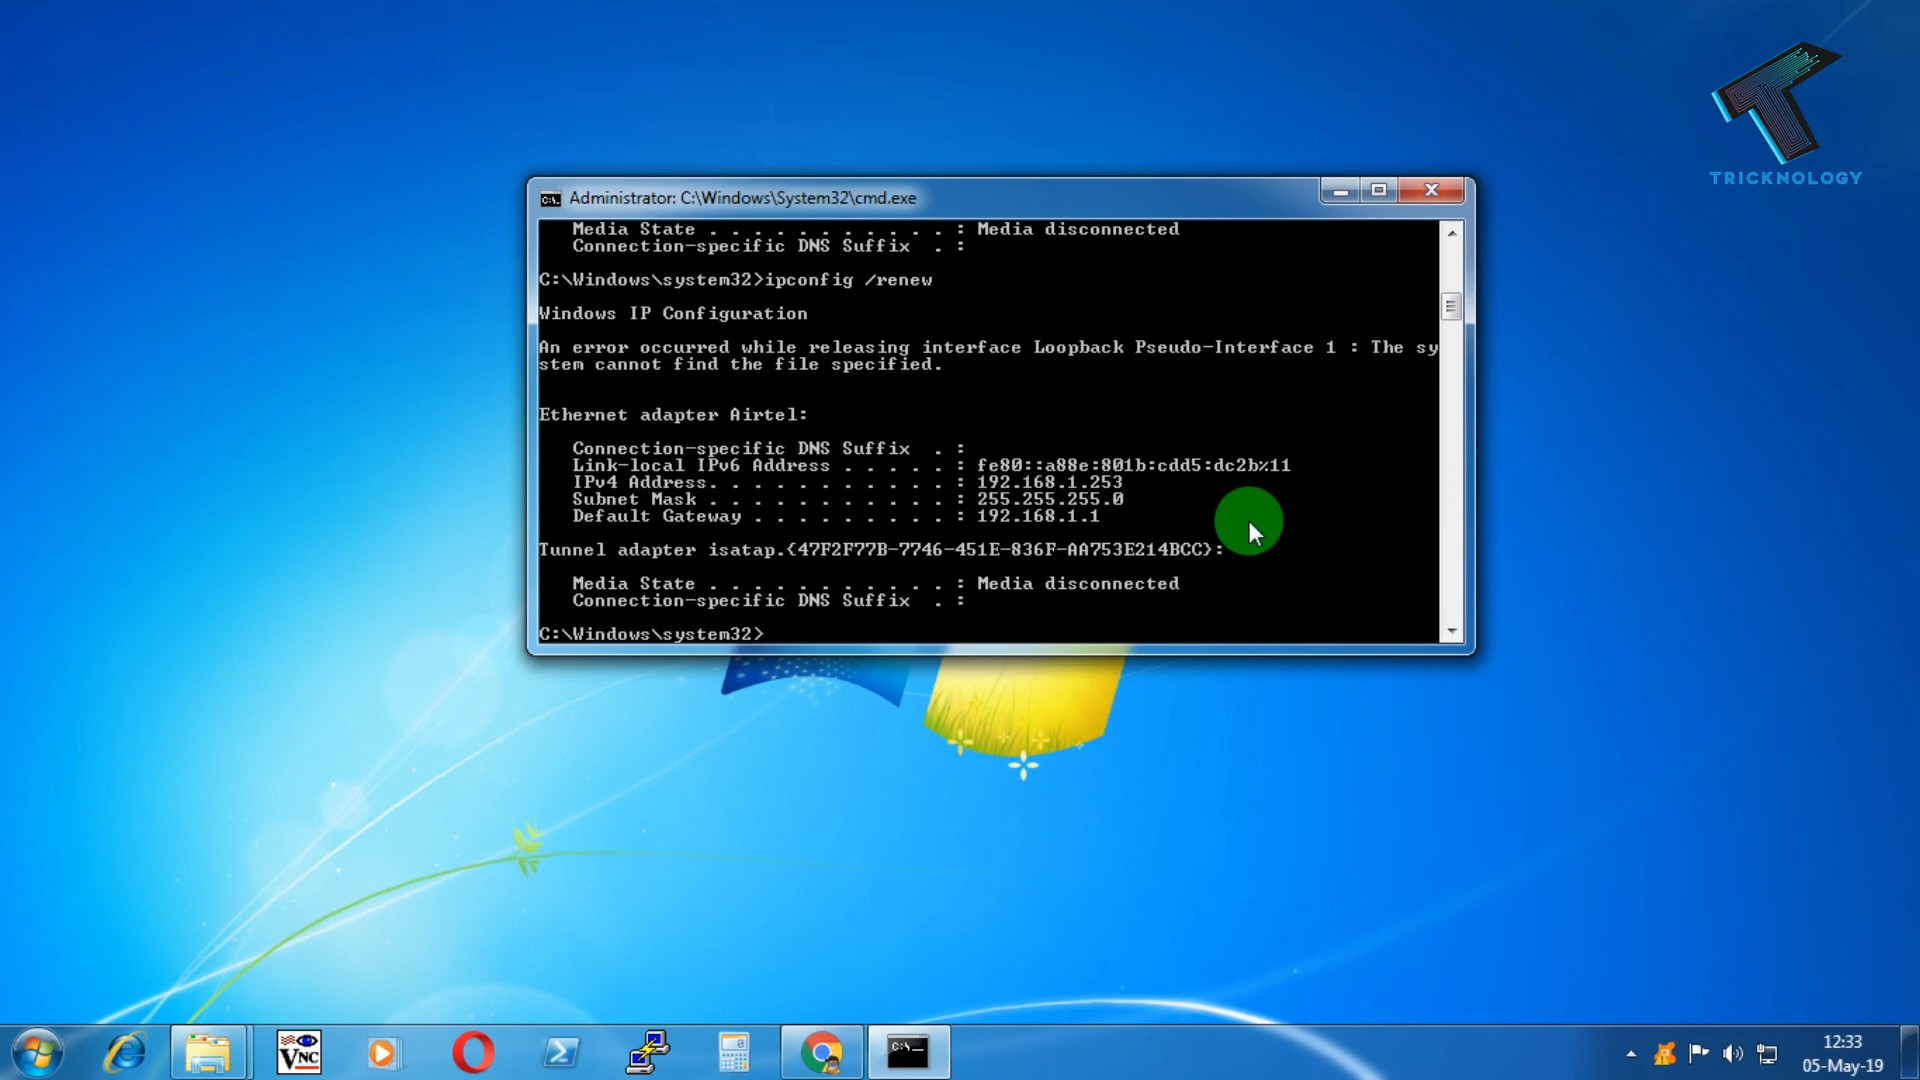 TRICKNOLOGY
Administrator: C:\Windows\System32\cmd.exe
Media State . . . . . . . . . . . : Media disconnected
Connection-specific DNS Suffix  . :
C:\Windows\system32>ipconfig /renew
Windows IP Configuration
An error occurred while releasing interface Loopback Pseudo-Interface 1 : The sy
stem cannot find the file specified.
Ethernet adapter Airtel:
Connection-specific DNS Suffix  . :
Link-local IPv6 Address . . . . . : fe80::a88e:801b:cdd5:dc2b%11
IPv4 Address. . . . . . . . . . . : 192.168.1.253
Subnet Mask . . . . . . . . . . . : 255.255.255.0
Default Gateway . . . . . . . . . : 192.168.1.1
Tunnel adapter isatap.{47F2F77B-7746-451E-836F-AA753E214BCC}:
Media State . . . . . . . . . . . : Media disconnected
Connection-specific DNS Suffix  . :
C:\Windows\system32>
VNC
C:\_
12:33
05-May-19